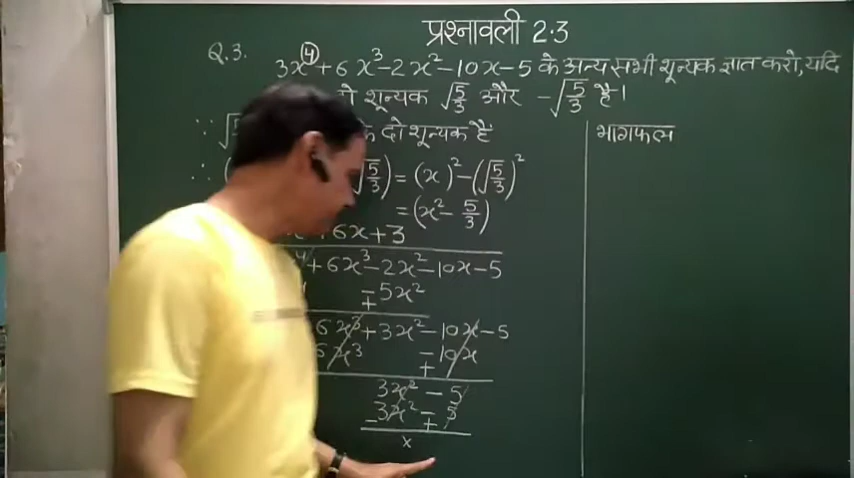 प्रश्नावली 2.3
Q.3.
3x⁴+6x³-2x²-10x-5 के अन्य सभी शून्यक ज्ञात करो, यदि
शून्यक √5/3 और -√5/3 है।
∵ दो शून्यक है
∴ ( √5/3) = (x)²-(√5/3)²
= (x²-5/3)
+6x+3
+6x³-2x²-10x-5
-5x²
+
6x³+3x²-10x-5
6x³ -10x
+
3x²-5
3x²-5
- +
x
भागफल